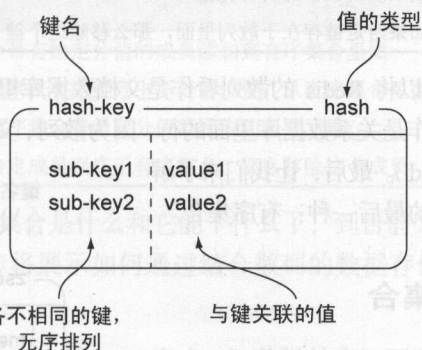 键名
值的类型
hash-key
hash
sub-key1 value1
sub-key2 value2
各不相同的键，
无序排列
与键关联的值